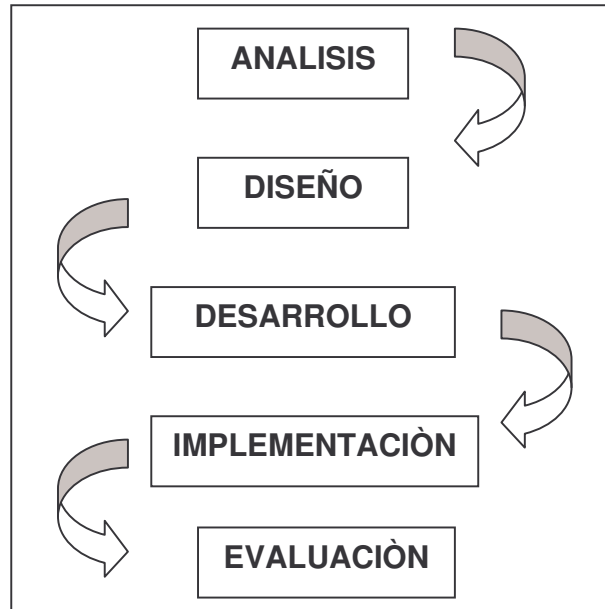 ANALISIS
DISEÑO
DESARROLLO
IMPLEMENTACIÒN
EVALUACIÒN